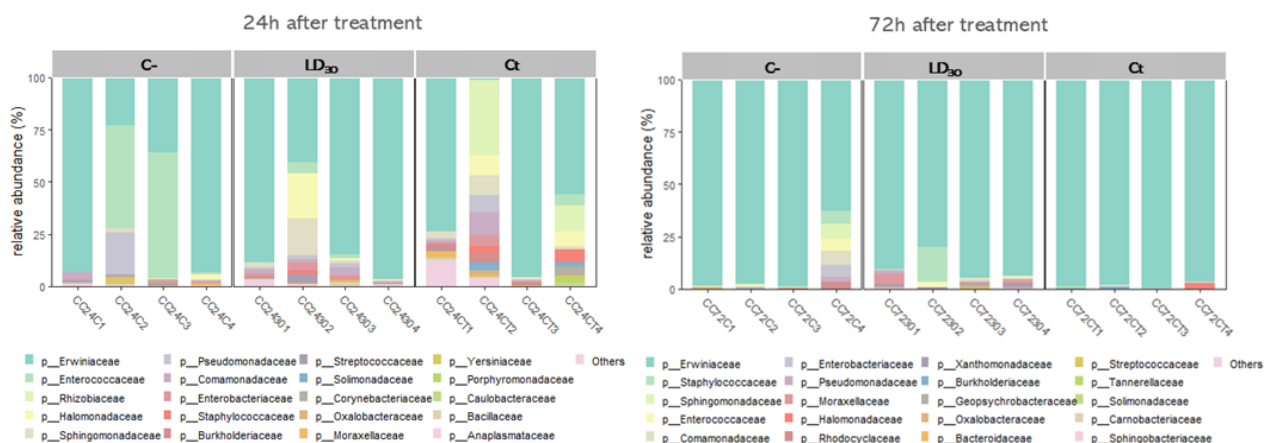 24h after treatment
C-
LD30
Ct
relative abundance (%)
100
75
50
25
0
CC24C1
CC24C2
CC24C3
CC24C4
CC24301
CC24302
CC24303
CC24304
CC24CT1
CC24CT2
CC24CT3
CC24CT4
p__Erwiniaceae
p__Enterococcaceae
p__Rhizobiaceae
p__Halomonadaceae
p__Sphingomonadaceae
p__Pseudomonadaceae
p__Comamonadaceae
p__Enterobacteriaceae
p__Staphylococcaceae
p__Burkholderiaceae
p__Streptococcaceae
p__Solimonadaceae
p__Corynebacteriaceae
p__Oxalobacteraceae
p__Moraxellaceae
p__Yersiniaceae
p__Porphyromonadaceae
p__Caulobacteraceae
p__Bacillaceae
p__Anaplasmataceae
Others
72h after treatment
C-
LD30
Ct
relative abundance (%)
100
75
50
25
0
CC72C1
CC72C2
CC72C3
CC72C4
CC72301
CC72302
CC72303
CC72304
CC72CT1
CC72CT2
CC72CT3
CC72CT4
p__Erwiniaceae
p__Staphylococcaceae
p__Sphingomonadaceae
p__Enterococcaceae
p__Comamonadaceae
p__Enterobacteriaceae
p__Pseudomonadaceae
p__Moraxellaceae
p__Halomonadaceae
p__Rhodocyclaceae
p__Xanthomonadaceae
p__Burkholderiaceae
p__Geopsychrobacteraceae
p__Oxalobacteraceae
p__Bacteroidaceae
p__Streptococcaceae
p__Tannerellaceae
p__Solimonadaceae
p__Carnobacteriaceae
p__Sphingobacteriaceae
Others